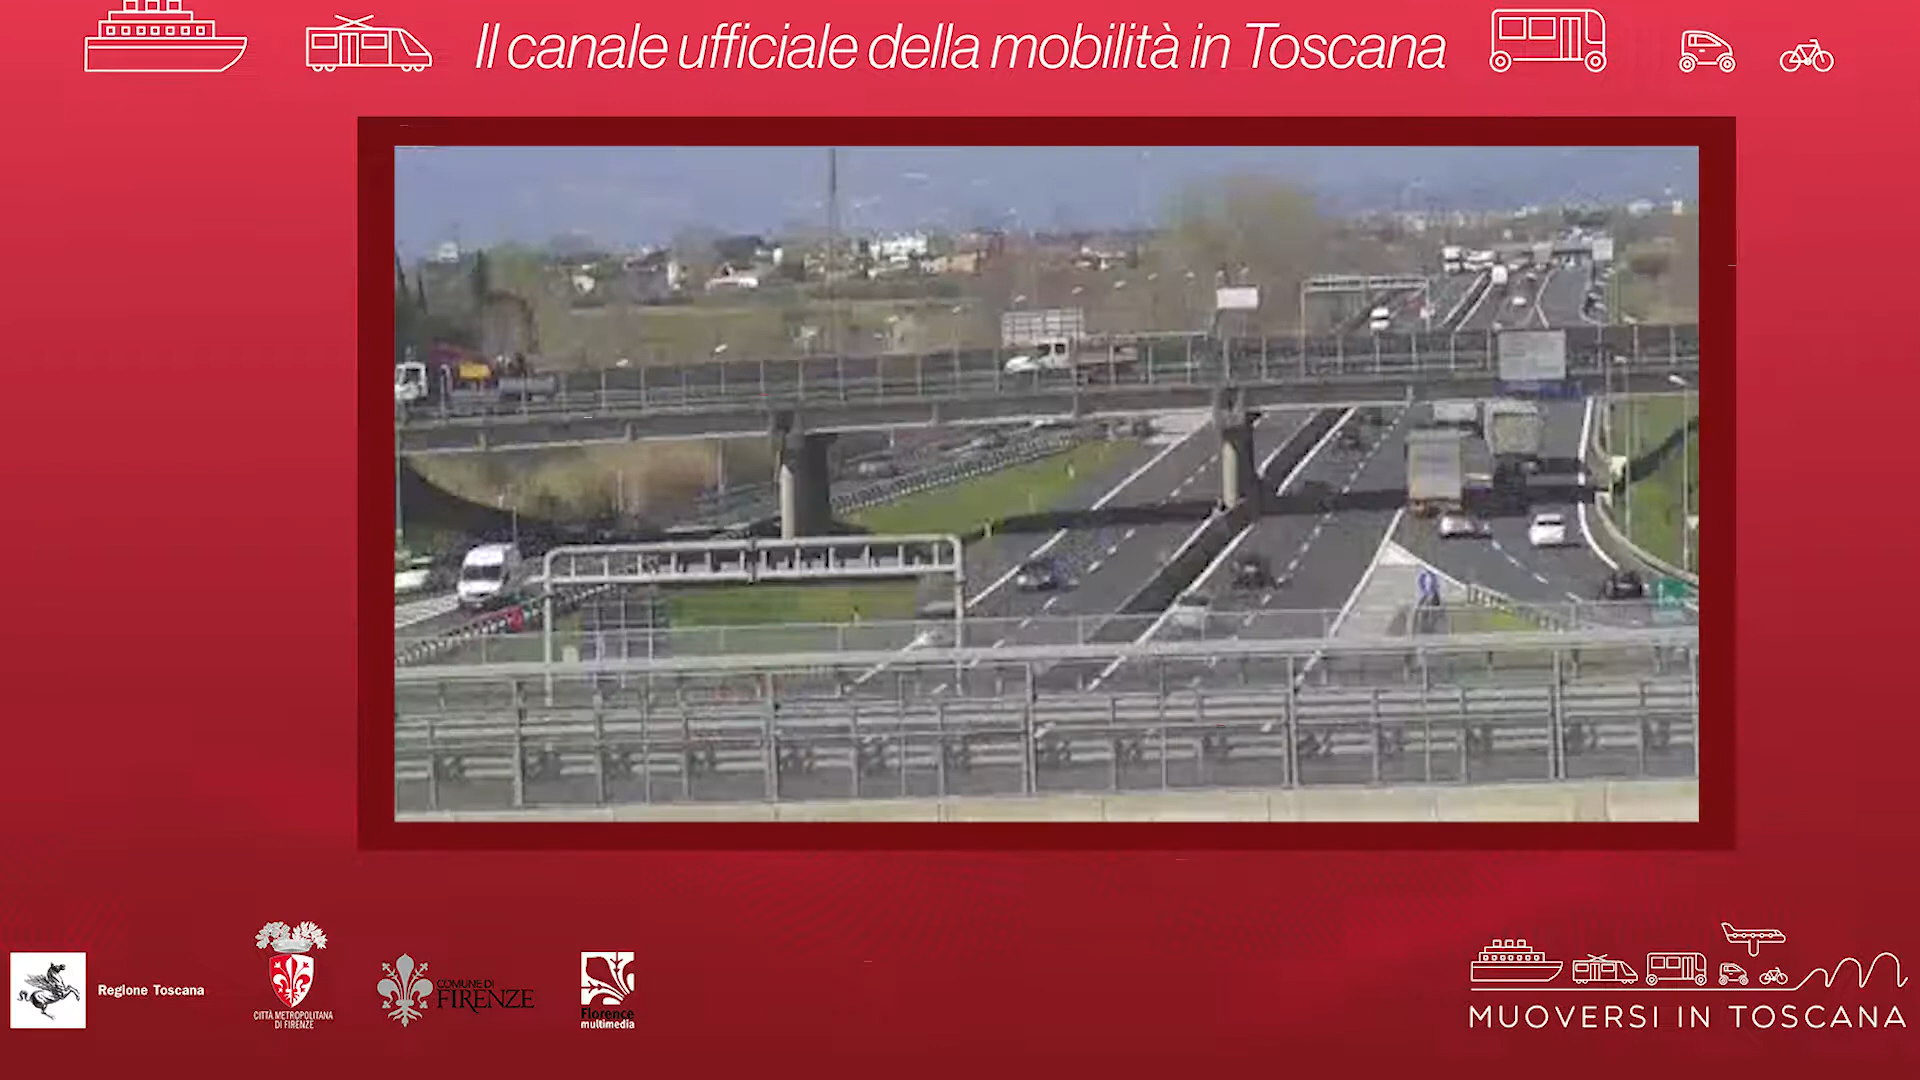 Il canale ufficiale della mobilità in Toscana
Regione Toscana
CITTÀ METROPOLITANA
DI FIRENZE
COMUNE DI
FIRENZE
Florence
multimedia
MUOVERSI IN TOSCANA